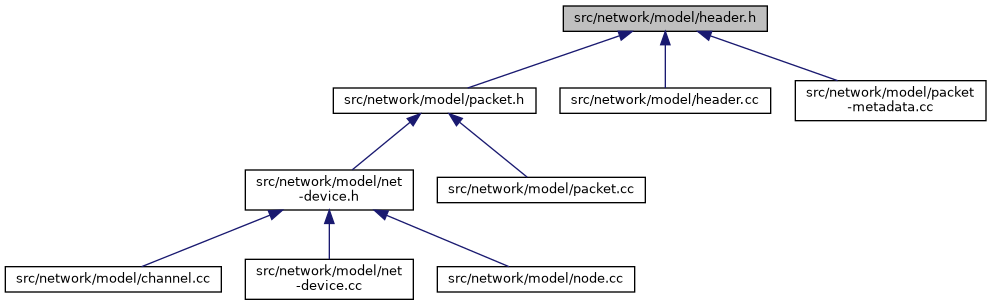 src/network/model/header.h
src/network/model/packet.h
src/network/model/header.cc
src/network/model/packet
-metadata.cc
src/network/model/net
-device.h
src/network/model/packet.cc
src/network/model/channel.cc
src/network/model/net
-device.cc
src/network/model/node.cc